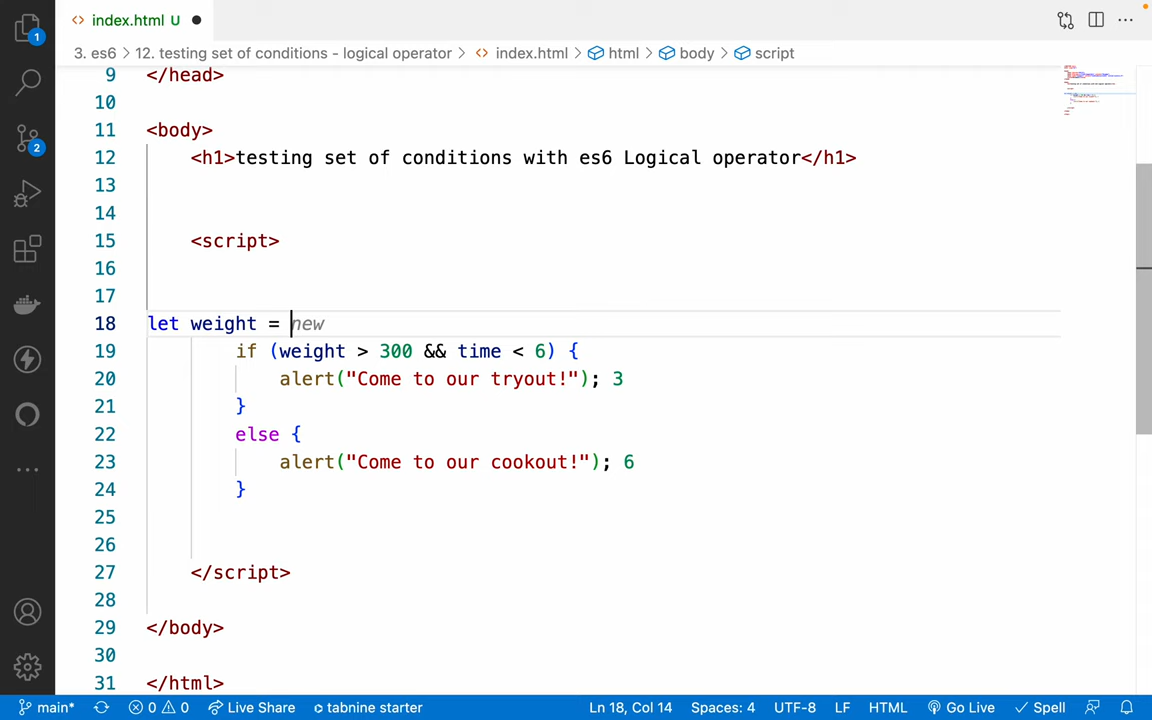 index.html U
1
3. es6 > 12. testing set of conditions - logical operator > index.html > html > body > script
9 </head>
10
11 <body>
12 <h1>testing set of conditions with es6 Logical operator</h1>
13
14
15 <script>
16
17
18 let weight = new
19 if (weight > 300 && time < 6) {
20 alert("Come to our tryout!"); 3
21 }
22 else {
23 alert("Come to our cookout!"); 6
24 }
25
26
27 </script>
28
29 </body>
30
31 </html>
2
main* 0 0 Live Share tabnine starter Ln 18, Col 14 Spaces: 4 UTF-8 LF HTML Go Live Spell